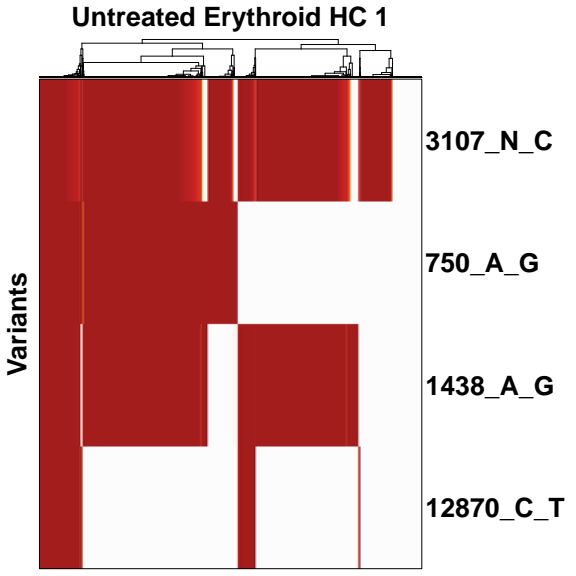 Untreated Erythroid HC 1
3107_N_C
750_A_G
Variants
1438_A_G
12870_C_T